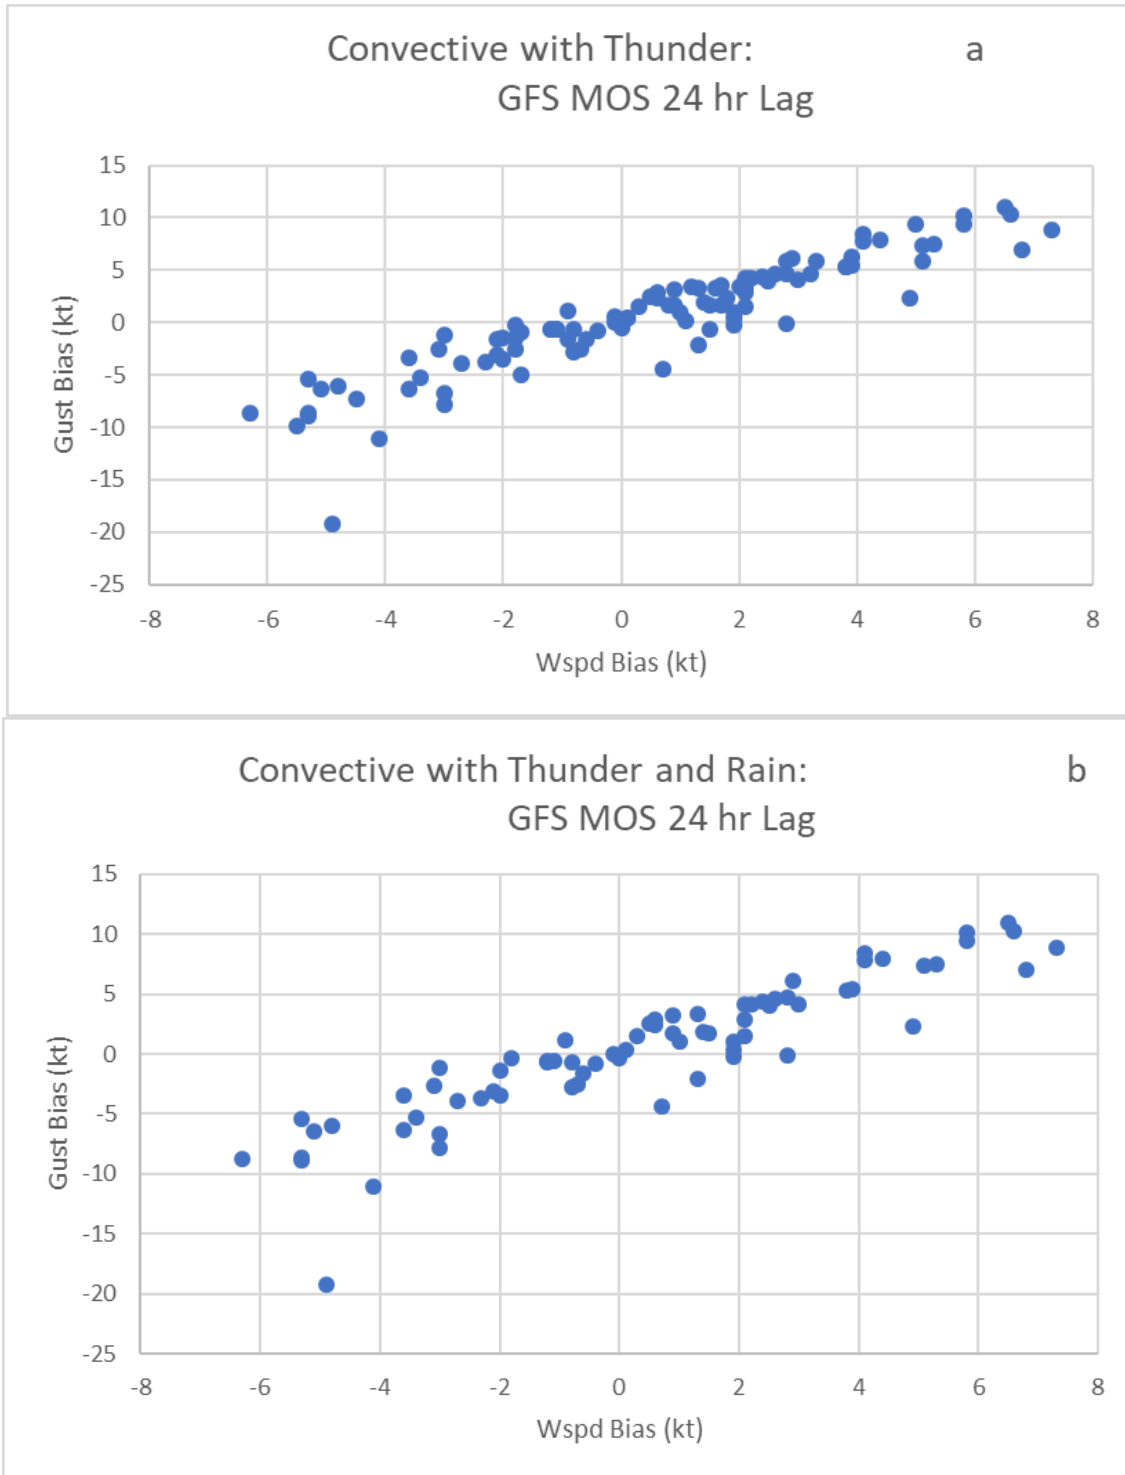 Convective with Thunder: a
GFS MOS 24 hr Lag
15
10
5
0
-5
-10
-15
-20
-25
Gust Bias (kt)
-8 -6 -4 -2 0 2 4 6 8
Wspd Bias (kt)
Convective with Thunder and Rain: b
GFS MOS 24 hr Lag
15
10
5
0
-5
-10
-15
-20
-25
Gust Bias (kt)
-8 -6 -4 -2 0 2 4 6 8
Wspd Bias (kt)